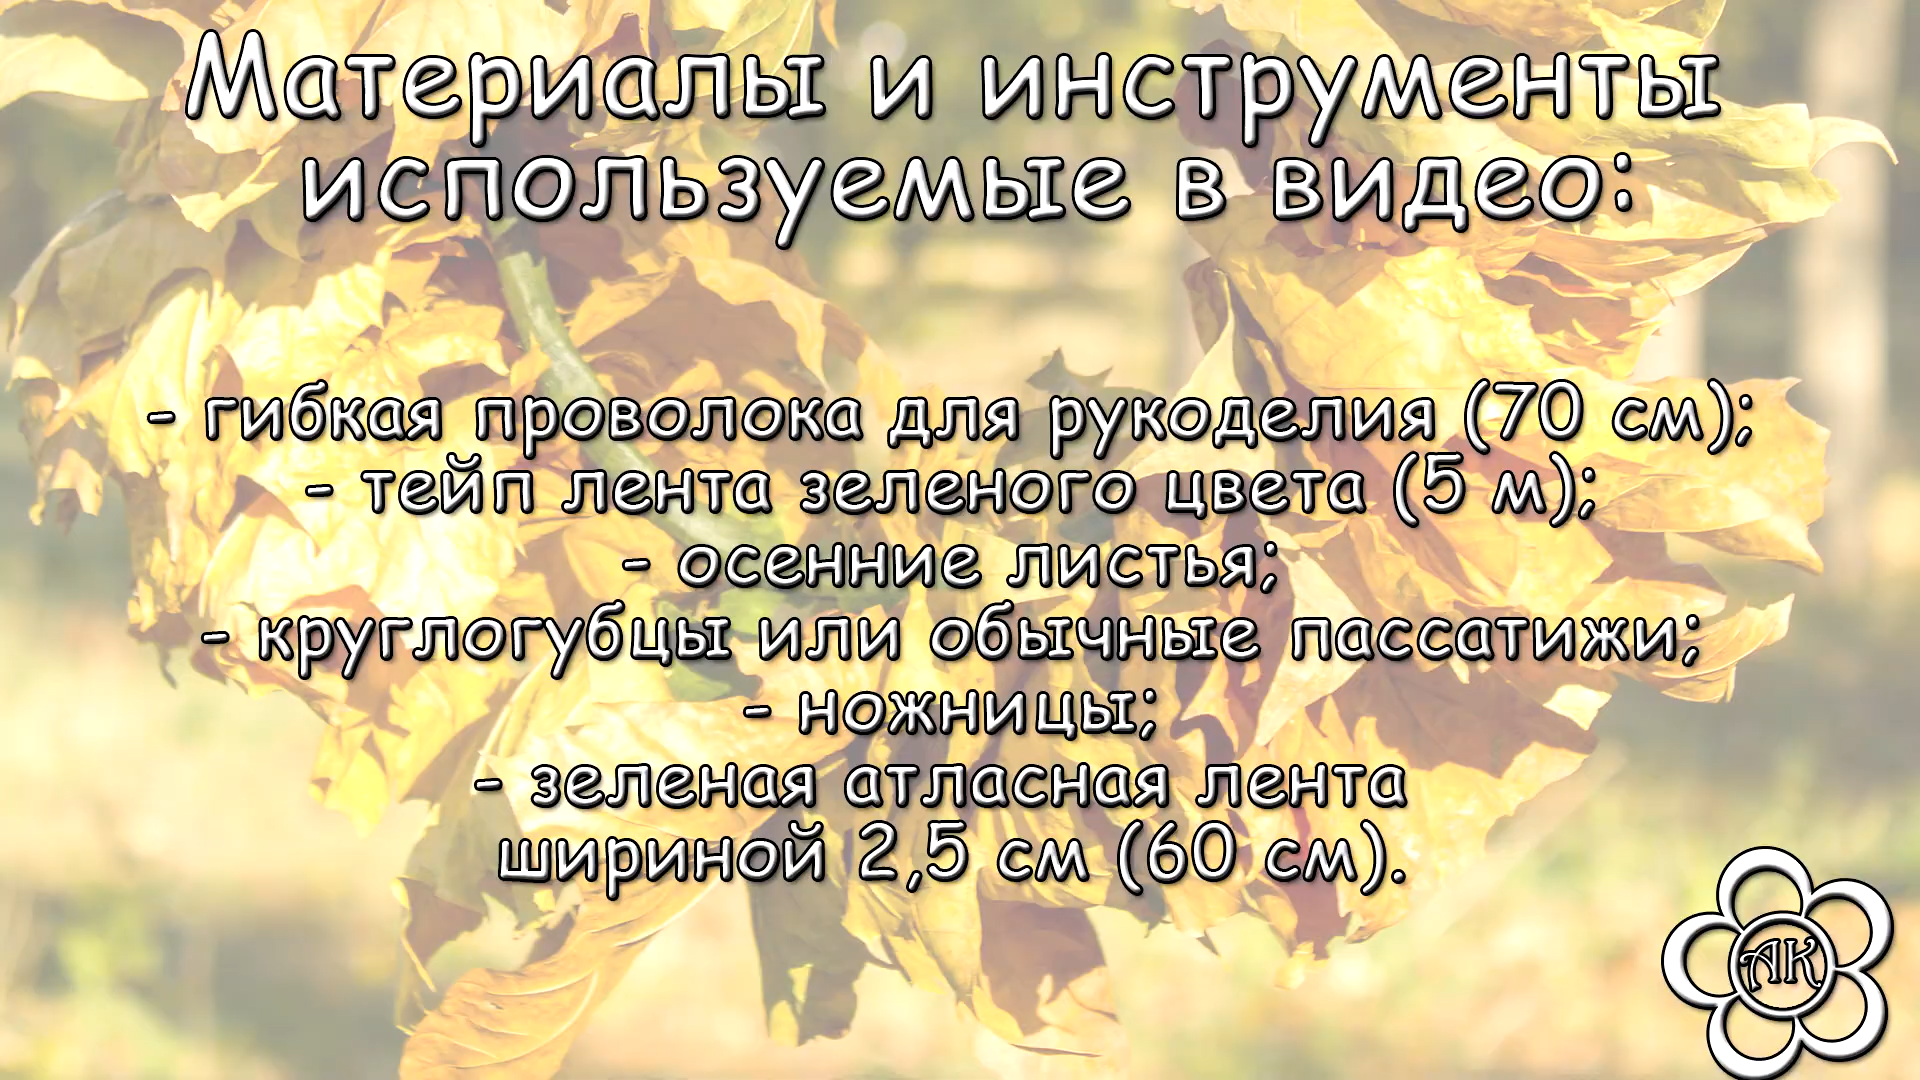 Материалы и инструменты
используемые в видео:
- гибкая проволока для рукоделия (70 см);
- тейп лента зеленого цвета (5 м);
- осенние листья;
- круглогубцы или обычные пассатижи;
- ножницы;
- зеленая атласная лента
шириной 2,5 см (60 см).
АК